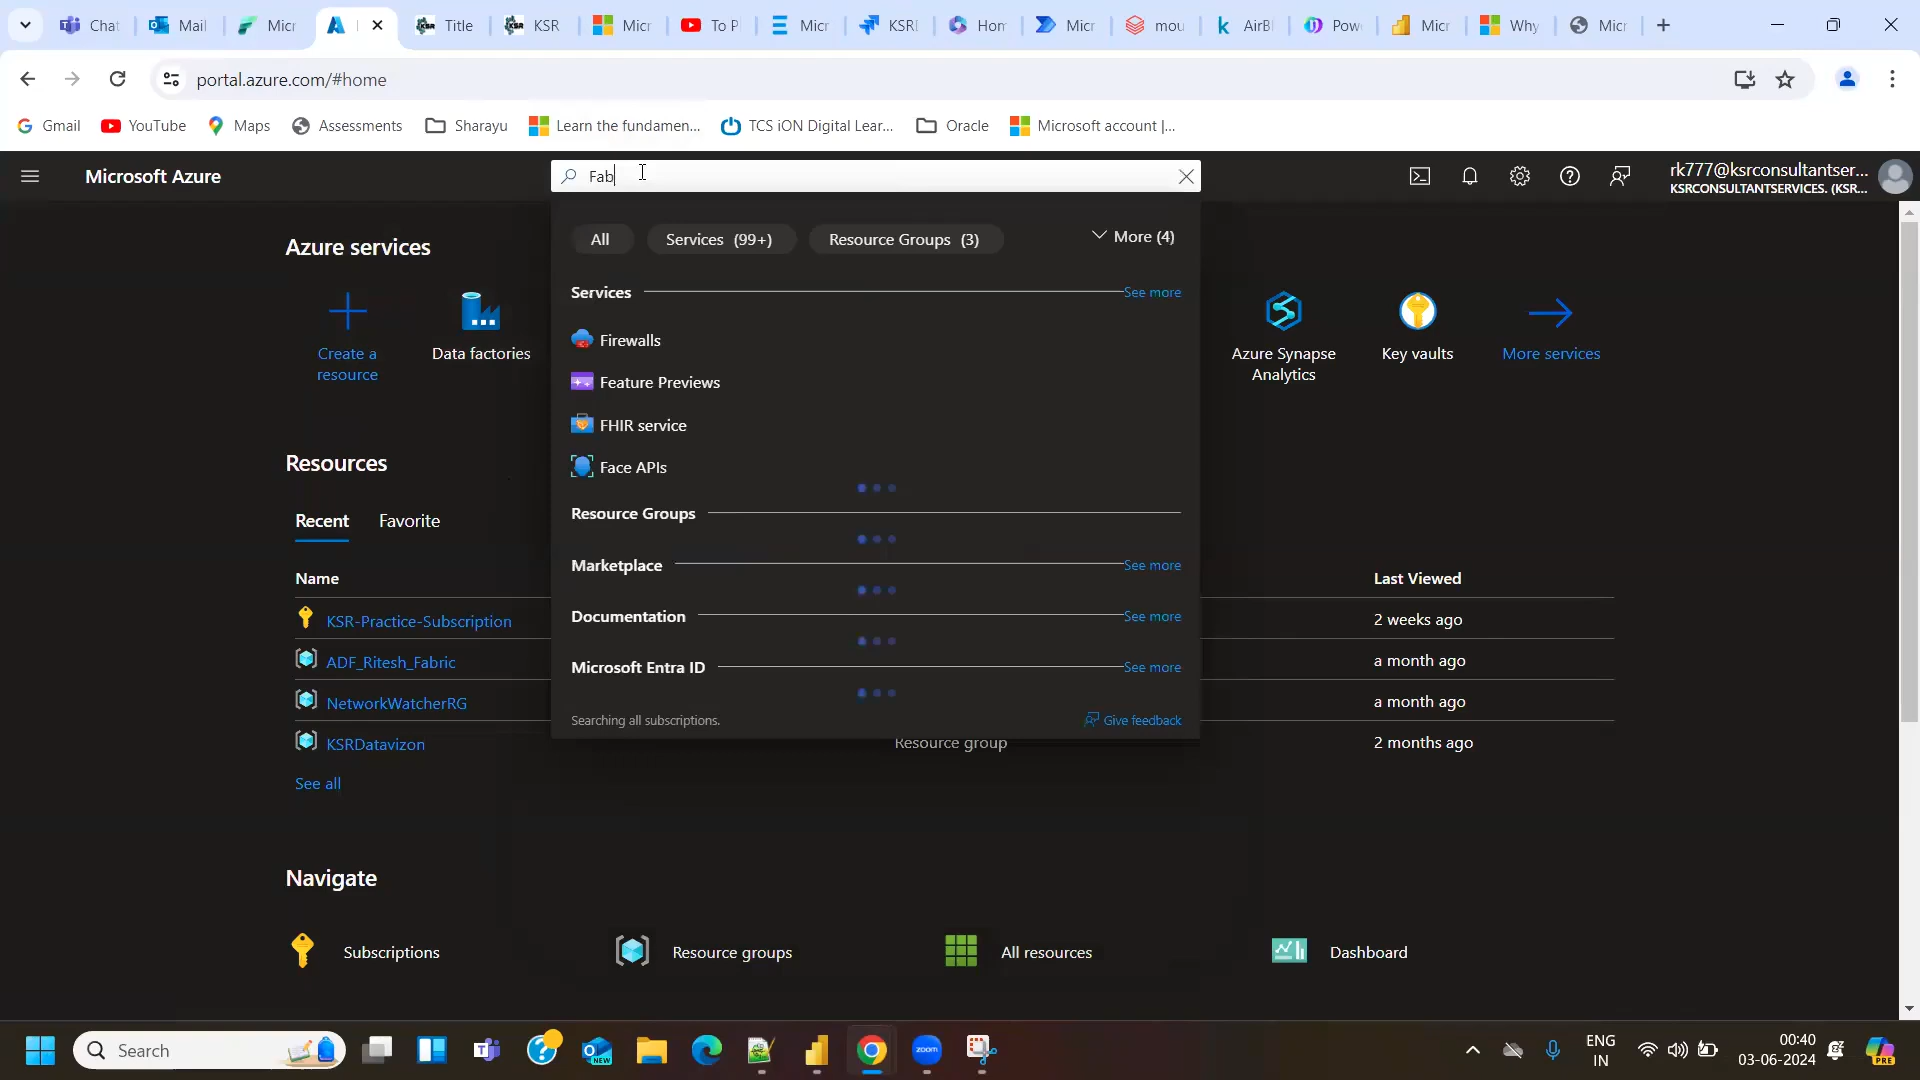 Chat
Mail
Micr
Title
KSR
Micr
To P
Micr
KSRI
Hom
Micr
mou
AirB
Pow
Micr
Why
Micr
portal.azure.com/#home
Gmail
YouTube
Maps
Assessments
Sharayu
Learn the fundamen...
TCS iON Digital Lear...
Oracle
Microsoft account |...
Microsoft Azure
Fab
rk777@ksrconsultantser...
KSRCONSULTANTSERVICES. (KSR...
All
Services (99+)
Resource Groups (3)
More (4)
Services
See more
Firewalls
Feature Previews
FHIR service
Face APIs
Resource Groups
Marketplace
See more
Documentation
See more
Microsoft Entra ID
See more
Searching all subscriptions.
Give feedback
Azure services
Create a
resource
Data factories
Azure Synapse
Analytics
Key vaults
More services
Resources
Recent
Favorite
Name
Last Viewed
KSR-Practice-Subscription
2 weeks ago
ADF_Ritesh_Fabric
a month ago
NetworkWatcherRG
a month ago
KSRDatavizon
Resource group
2 months ago
See all
Navigate
Subscriptions
Resource groups
All resources
Dashboard
Search
NEW
zoom
ENG
IN
00:40
03-06-2024
PRE